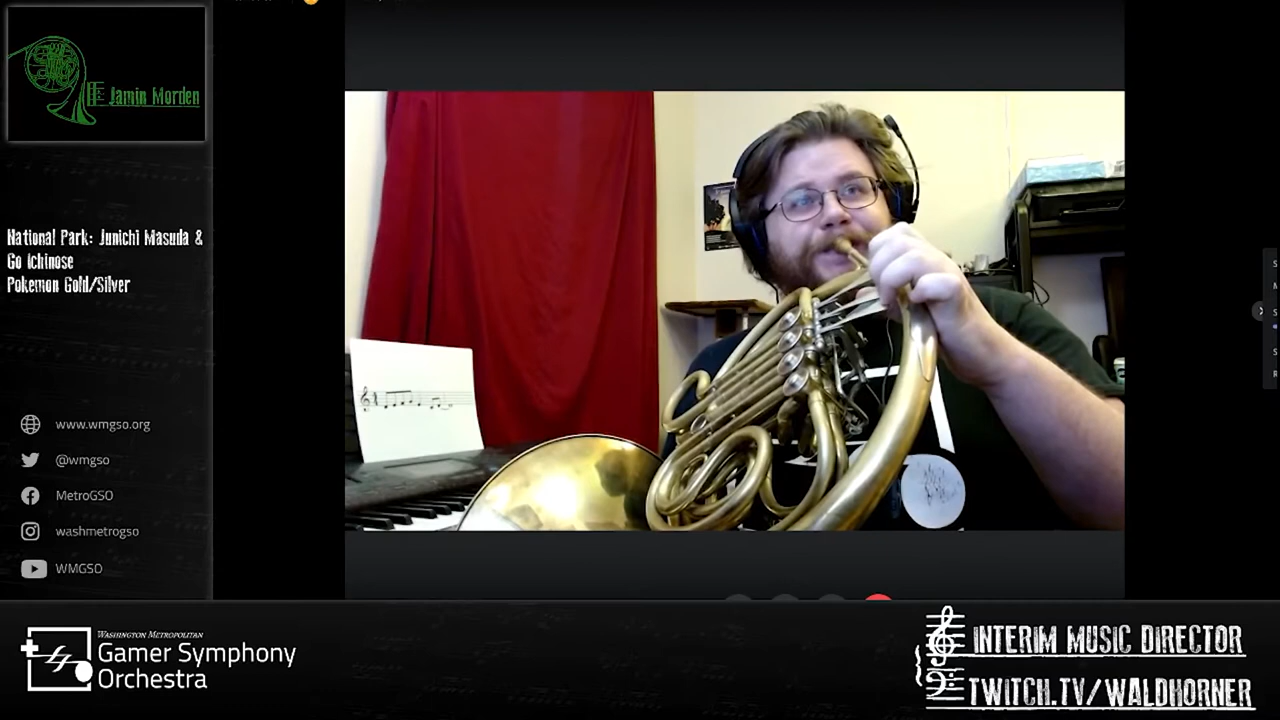 Jamin Morden
National Park: Junichi Masuda &
Go Ichinose
Pokemon Gold/Silver
www.wmgso.org
@wmgso
MetroGSO
washmetrogso
WMGSO
Washington Metropolitan
Gamer Symphony
Orchestra
INTERIM MUSIC DIRECTOR
TWITCH.TV/WALDHORNER